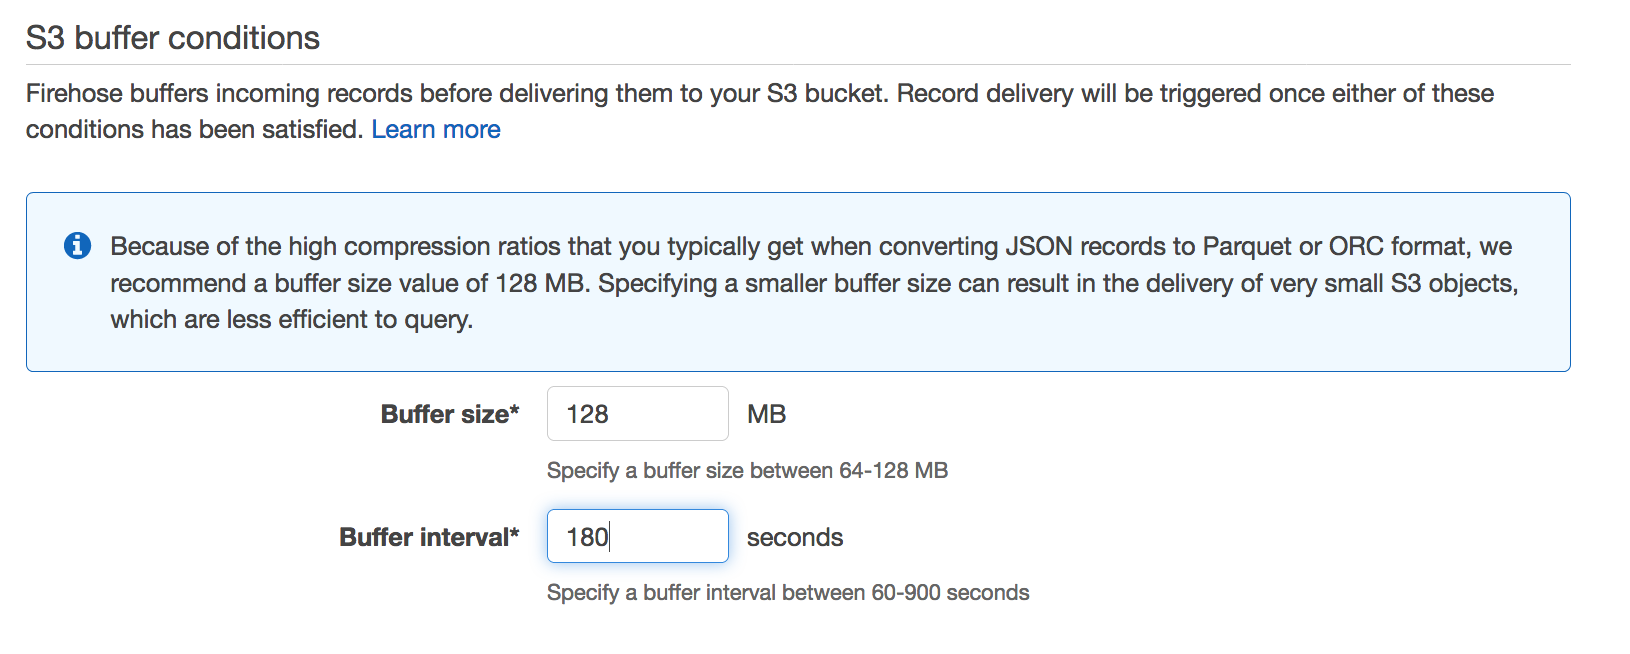 S3 buffer conditions
Firehose buffers incoming records before delivering them to your S3 bucket. Record delivery will be triggered once either of these
conditions has been satisfied. Learn more
Because of the high compression ratios that you typically get when converting JSON records to Parquet or ORC format, we
recommend a buffer size value of 128 MB. Specifying a smaller buffer size can result in the delivery of very small S3 objects,
which are less efficient to query.
Buffer size* 128 MB
Specify a buffer size between 64-128 MB
Buffer interval* 180 seconds
Specify a buffer interval between 60-900 seconds